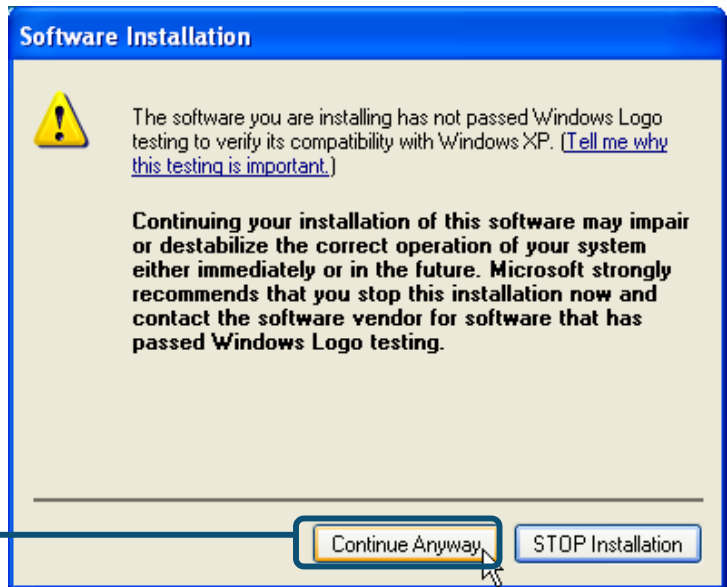 Software Installation
The software you are installing has not passed Windows Logo
testing to verify its compatibility with Windows XP. (Tell me why
this testing is important.)
Continuing your installation of this software may impair
or destabilize the correct operation of your system
either immediately or in the future. Microsoft strongly
recommends that you stop this installation now and
contact the software vendor for software that has
passed Windows Logo testing.
Continue Anyway STOP Installation